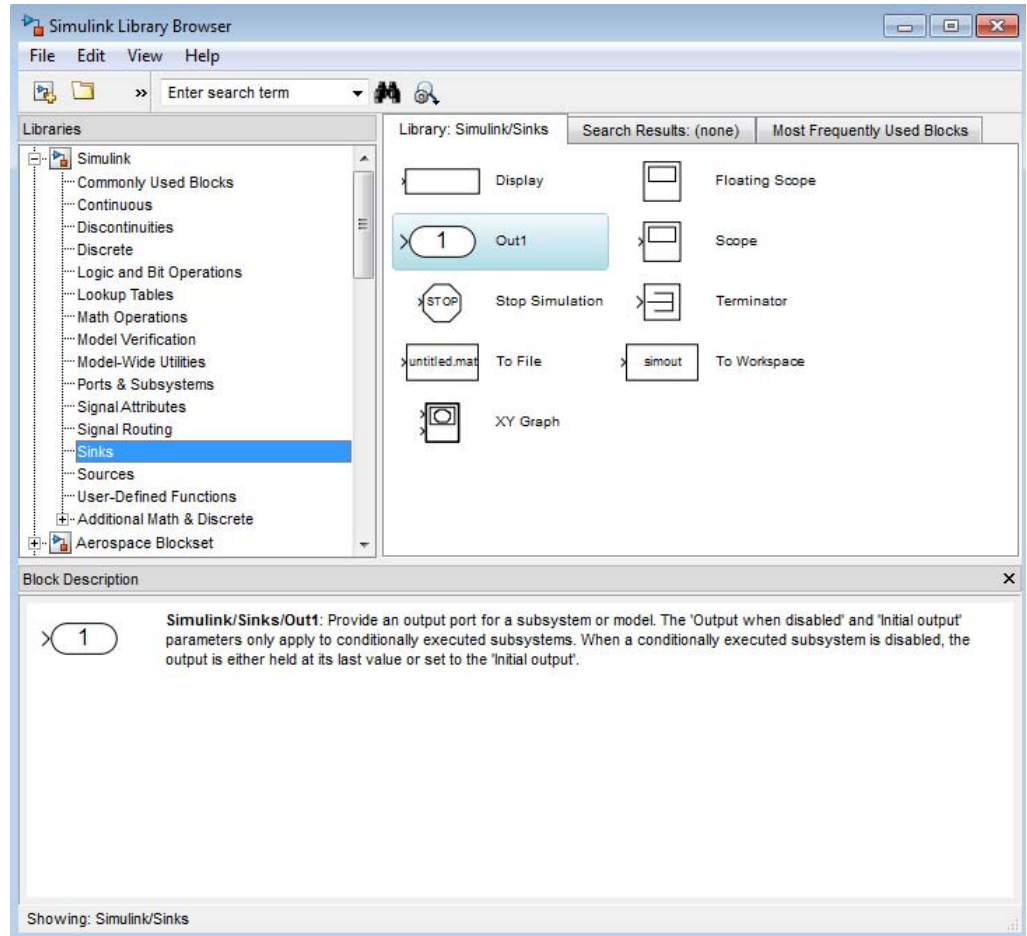 Simulink Library Browser
File Edit View Help
» Enter search term
Libraries
Simulink
Commonly Used Blocks
Continuous
Discontinuities
Discrete
Logic and Bit Operations
Lookup Tables
Math Operations
Model Verification
Model-Wide Utilities
Ports & Subsystems
Signal Attributes
Signal Routing
Sinks
Sources
User-Defined Functions
Additional Math & Discrete
Aerospace Blockset
Library: Simulink/Sinks Search Results: (none) Most Frequently Used Blocks
Display Floating Scope
1 Out1 Scope
STOP Stop Simulation Terminator
untitled.mat To File simout To Workspace
XY Graph
Block Description
1
Simulink/Sinks/Out1: Provide an output port for a subsystem or model. The 'Output when disabled' and 'Initial output'
parameters only apply to conditionally executed subsystems. When a conditionally executed subsystem is disabled, the
output is either held at its last value or set to the 'Initial output'.
Showing: Simulink/Sinks